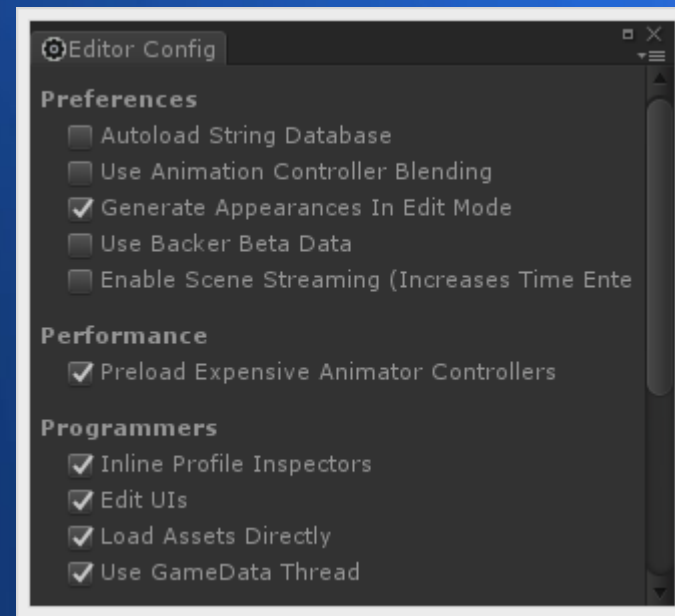 Editor Config
Preferences
Autoload String Database
Use Animation Controller Blending
Generate Appearances In Edit Mode
Use Backer Beta Data
Enable Scene Streaming (Increases Time Ente
Performance
Preload Expensive Animator Controllers
Programmers
Inline Profile Inspectors
Edit UIs
Load Assets Directly
Use GameData Thread